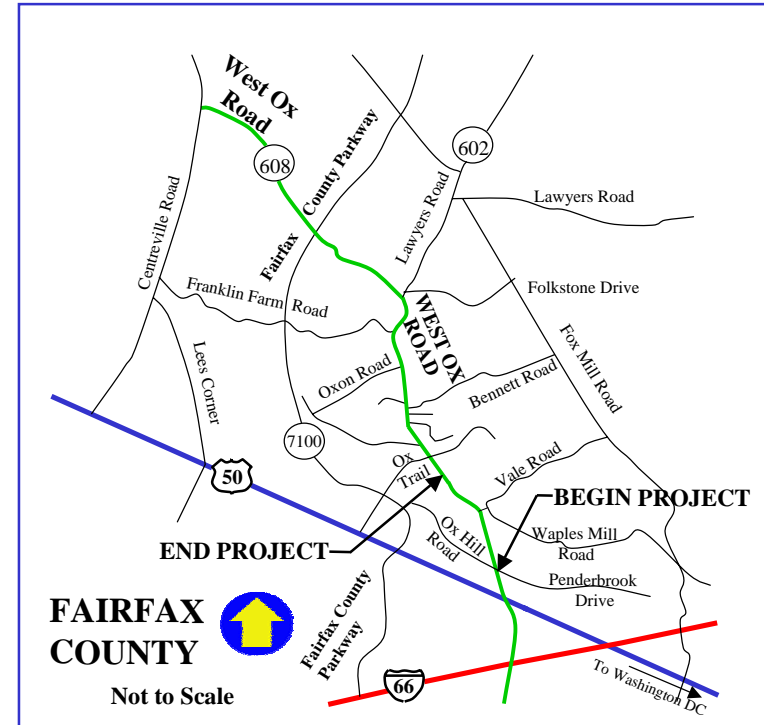 West Ox
Road
608
Fairfax County Parkway
602
Lawyers Road
Lawyers Road
Centreville Road
Franklin Farm Road
Folkstone Drive
WEST OX
ROAD
Fox Mill Road
Lees Corner
Oxon Road
Bennett Road
7100
Ox
Trail
Vale Road
50
BEGIN PROJECT
END PROJECT
Ox Hill
Road
Waples Mill
Road
Penderbrook
Drive
Fairfax County
Parkway
FAIRFAX
COUNTY
Not to Scale
66
To Washington DC